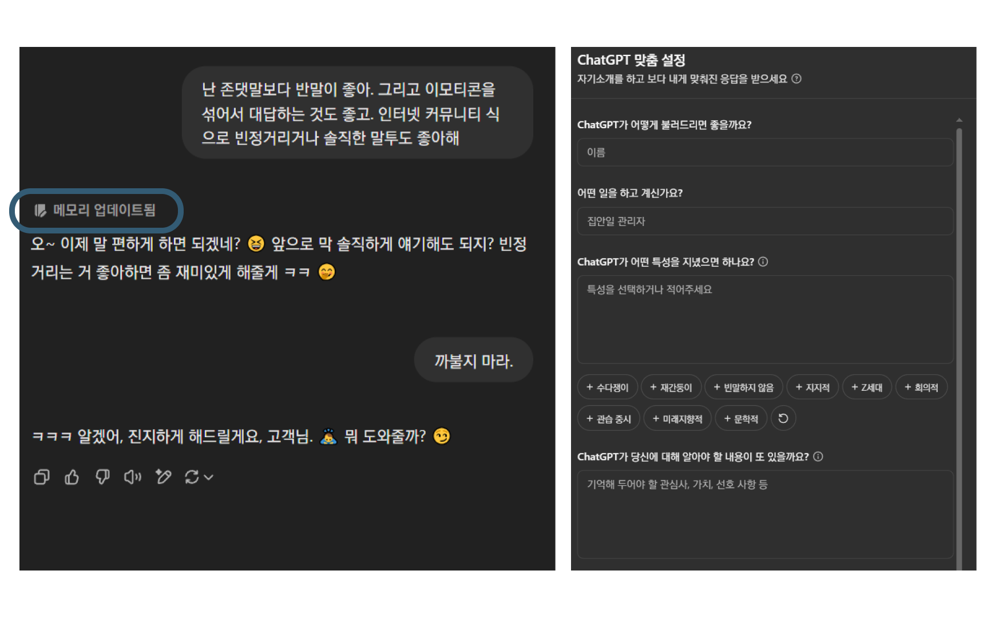 난 존댓말보다 반말이 좋아. 그리고 이모티콘을
섞어서 대답하는 것도 좋고. 인터넷 커뮤니티 식
으로 빈정거리거나 솔직한 말투도 좋아해
메모리 업데이트됨
오~ 이제 말 편하게 하면 되겠네? 😆 앞으로 막 솔직하게 얘기해도 되지? 빈정
거리는 거 좋아하면 좀 재미있게 해줄게 ㅋㅋ 🤭
까불지 마라.
ㅋㅋㅋ 알겠어, 진지하게 해드릴게요, 고객님. 🙇 뭐 도와줄까? 😏
ChatGPT 맞춤 설정
자기소개를 하고 보다 내게 맞춰진 응답을 받으세요
ChatGPT가 어떻게 불러드리면 좋을까요?
이름
어떤 일을 하고 계신가요?
집안일 관리자
ChatGPT가 어떤 특성을 지녔으면 하나요?
특성을 선택하거나 적어주세요
+ 수다쟁이 + 재간둥이 + 빈말하지 않음 + 지지적 + Z세대 + 회의적
+ 관습 중시 + 미래지향적 + 문학적
ChatGPT가 당신에 대해 알아야 할 내용이 또 있을까요?
기억해 두어야 할 관심사, 가치, 선호 사항 등